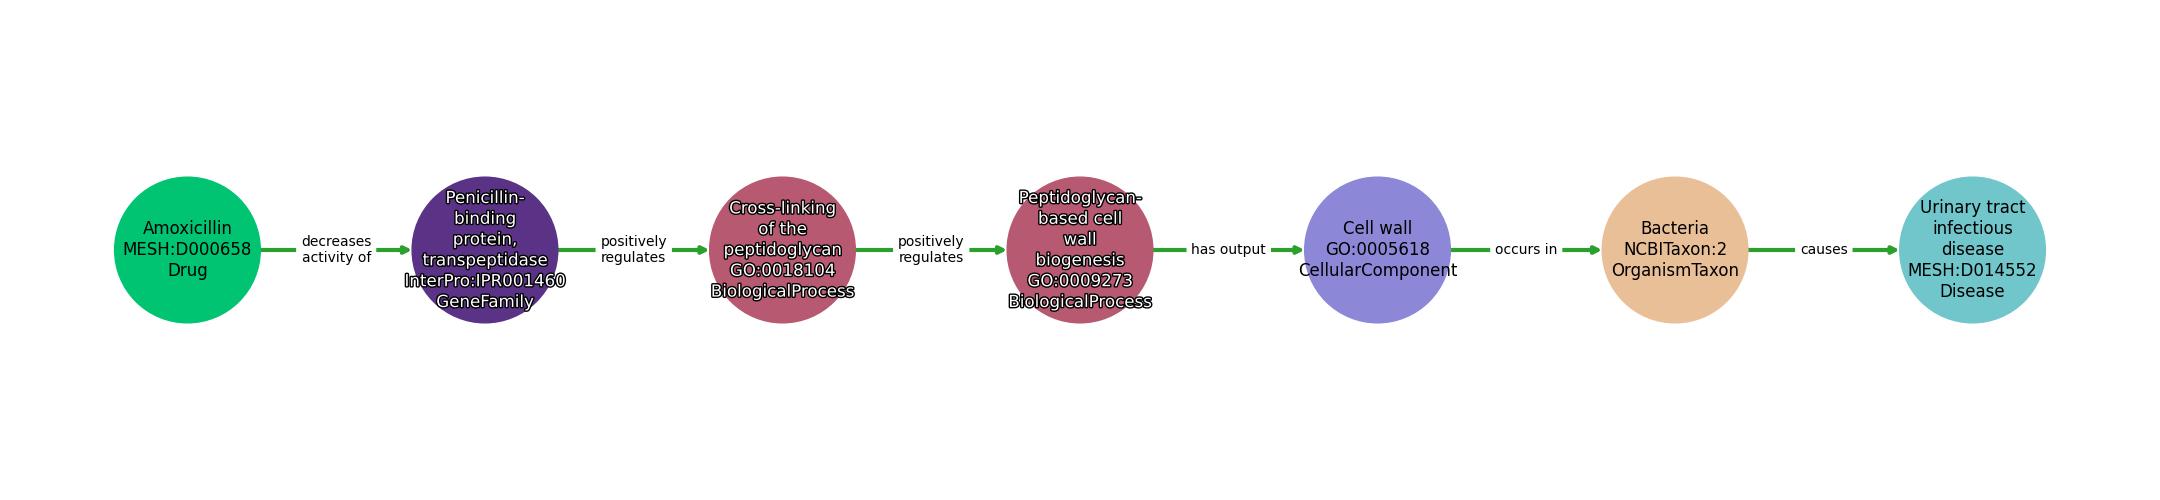 Amoxicillin
MESH:D000658
Drug
decreases
activity of
Penicillin-
binding
protein,
transpeptidase
InterPro:IPR001460
GeneFamily
positively
regulates
Cross-linking
of the
peptidoglycan
GO:0018104
BiologicalProcess
positively
regulates
Peptidoglycan-
based cell
wall
biogenesis
GO:0009273
BiologicalProcess
has output
Cell wall
GO:0005618
CellularComponent
occurs in
Bacteria
NCBITaxon:2
OrganismTaxon
causes
Urinary tract
infectious
disease
MESH:D014552
Disease